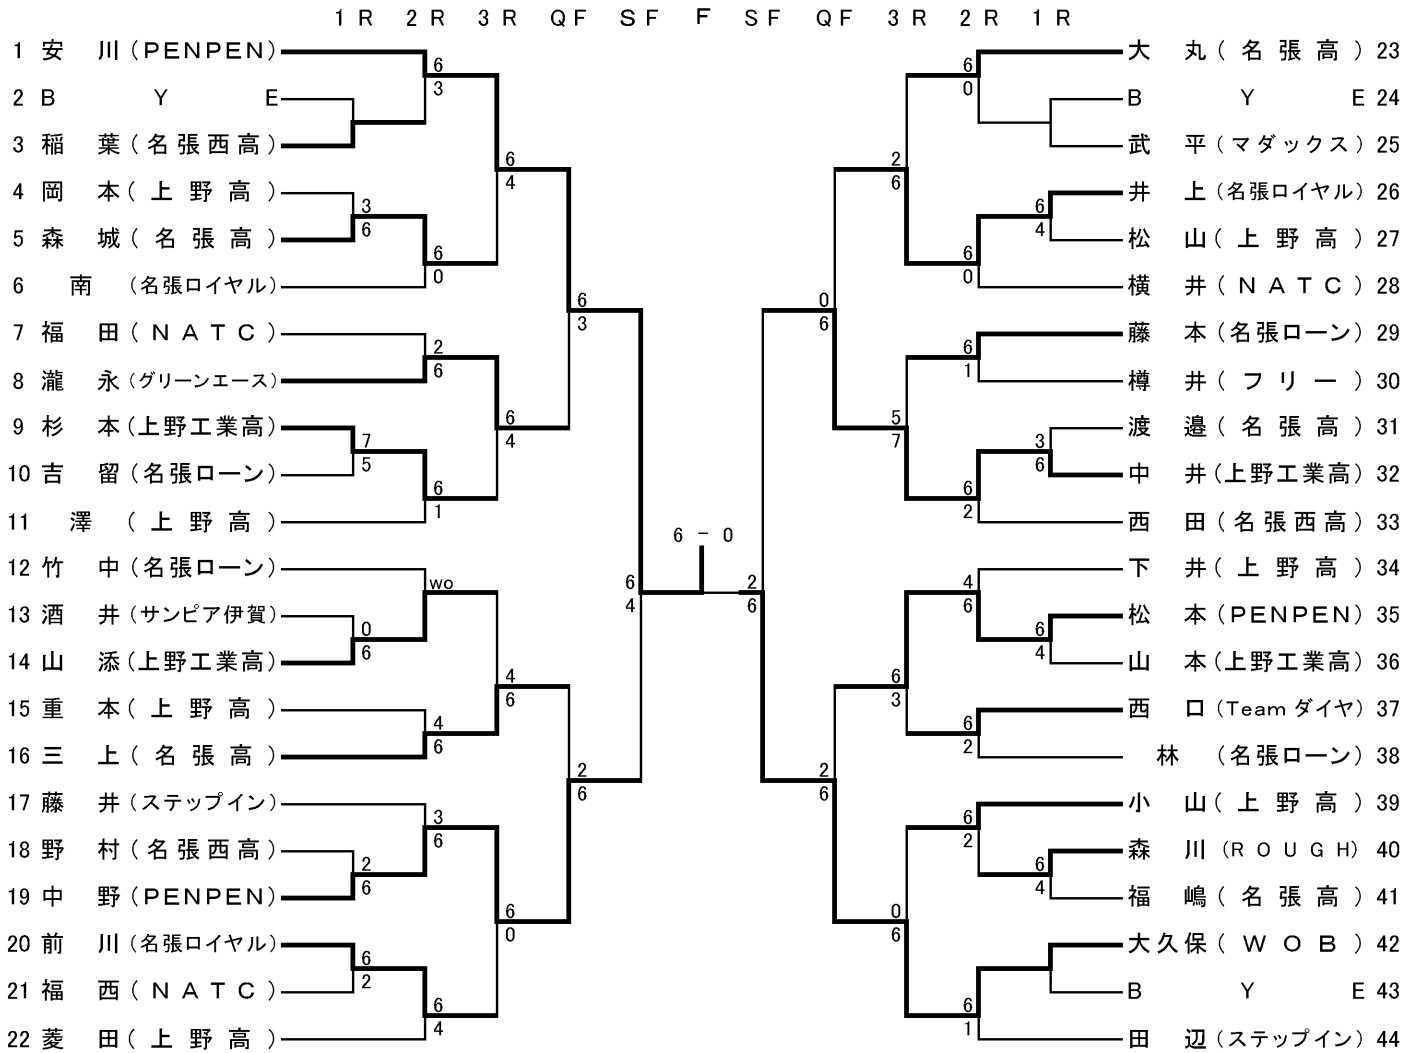 1R 2R 3R QF SF F SF QF 3R 2R 1R
1 安川(PENPEN)
2 BYE
3 稲葉(名張西高)
4 岡本(上野高)
5 森城(名張高)
6 南(名張ロイヤル)
7 福田(NATC)
8 瀧永(グリーンエース)
9 杉本(上野工業高)
10 吉留(名張ローン)
11 澤(上野高)
12 竹中(名張ローン)
13 酒井(サンピア伊賀)
14 山添(上野工業高)
15 重本(上野高)
16 三上(名張高)
17 藤井(ステップイン)
18 野村(名張西高)
19 中野(PENPEN)
20 前川(名張ロイヤル)
21 福西(NATC)
22 菱田(上野高)
3
6
7
5
0
6
2
6
6
2
6
3
6
0
2
6
6
1
wo
4
6
3
6
6
4
6
4
6
4
4
6
6
0
6
3
2
6
6
4
6-0
2
6
0
6
2
6
2
6
5
7
6
3
0
6
6
0
6
0
6
1
6
2
4
6
6
2
6
2
6
1
6
4
3
6
6
4
6
4
大丸(名張高) 23
BYE 24
武平(マダックス) 25
井上(名張ロイヤル) 26
松山(上野高) 27
横井(NATC) 28
藤本(名張ローン) 29
樽井(フリー) 30
渡邉(名張高) 31
中井(上野工業高) 32
西田(名張西高) 33
下井(上野高) 34
松本(PENPEN) 35
山本(上野工業高) 36
西口(Teamダイヤ) 37
林(名張ローン) 38
小山(上野高) 39
森川(ROUGH) 40
福嶋(名張高) 41
大久保(WOB) 42
BYE 43
田辺(ステップイン) 44